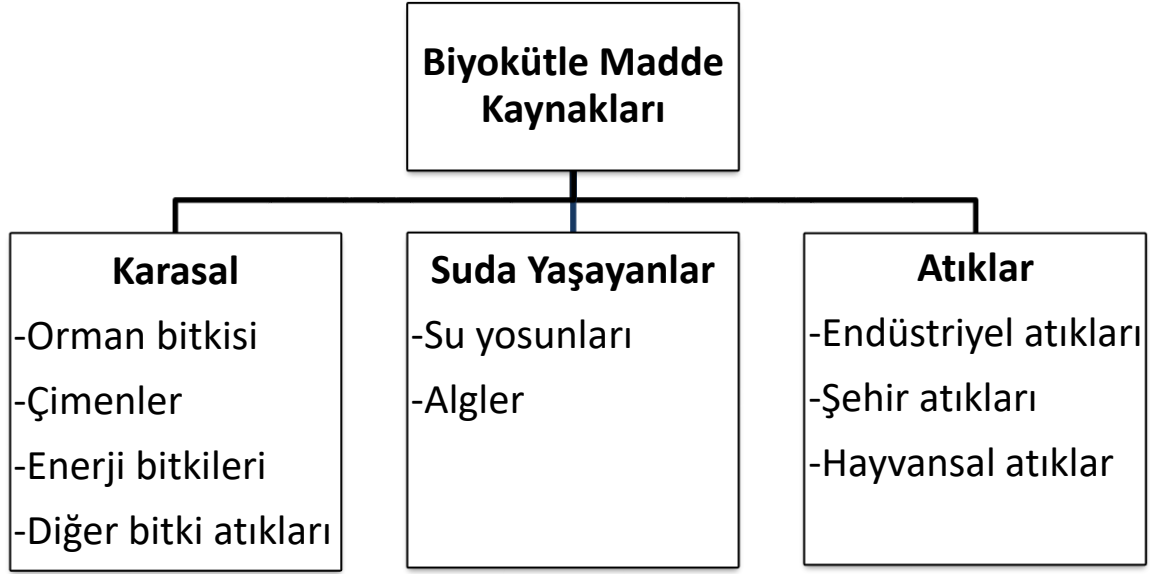 Biyokütle Madde
Kaynakları
Karasal
-Orman bitkisi
-Çimenler
-Enerji bitkileri
-Diğer bitki atıkları
Suda Yaşayanlar
-Su yosunları
-Algler
Atıklar
-Endüstriyel atıkları
-Şehir atıkları
-Hayvansal atıklar